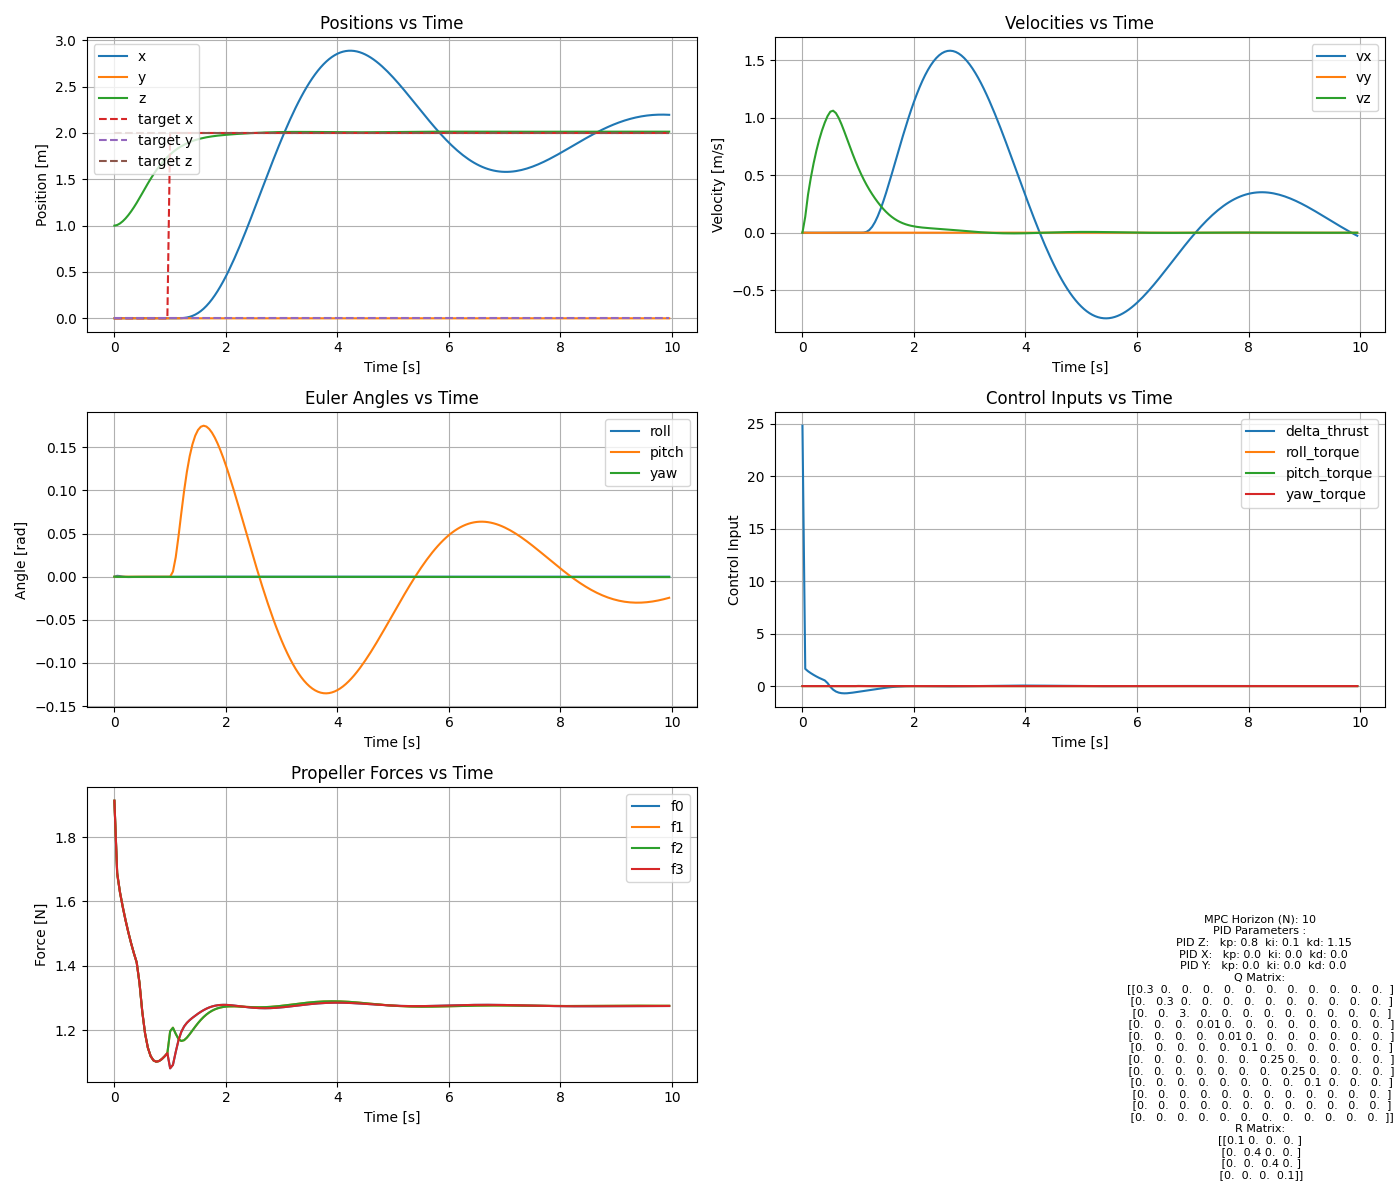 Positions vs Time
3.0
2.5
2.0
1.5
1.0
0.5
0.0
Position [m]
x
y
z
target x
target y
target z
0 2 4 6 8 10
Time [s]
Velocities vs Time
1.5
1.0
0.5
0.0
−0.5
Velocity [m/s]
vx
vy
vz
0 2 4 6 8 10
Time [s]
Euler Angles vs Time
0.15
0.10
0.05
0.00
−0.05
−0.10
−0.15
Angle [rad]
roll
pitch
yaw
0 2 4 6 8 10
Time [s]
Control Inputs vs Time
25
20
15
10
5
0
Control Input
delta_thrust
roll_torque
pitch_torque
yaw_torque
0 2 4 6 8 10
Time [s]
Propeller Forces vs Time
1.8
1.6
1.4
1.2
Force [N]
f0
f1
f2
f3
0 2 4 6 8 10
Time [s]
MPC Horizon (N): 10
PID Parameters :
PID Z: kp: 0.8 ki: 0.1 kd: 1.15
PID X: kp: 0.0 ki: 0.0 kd: 0.0
PID Y: kp: 0.0 ki: 0.0 kd: 0.0
Q Matrix:
[[0.3 0. 0. 0. 0. 0. 0. 0. 0. 0. 0. 0. ]
[0. 0.3 0. 0. 0. 0. 0. 0. 0. 0. 0. 0. ]
[0. 0. 3. 0. 0. 0. 0. 0. 0. 0. 0. 0. ]
[0. 0. 0. 0.01 0. 0. 0. 0. 0. 0. 0. 0. ]
[0. 0. 0. 0. 0.01 0. 0. 0. 0. 0. 0. 0. ]
[0. 0. 0. 0. 0. 0.1 0. 0. 0. 0. 0. 0. ]
[0. 0. 0. 0. 0. 0. 0.25 0. 0. 0. 0. 0. ]
[0. 0. 0. 0. 0. 0. 0. 0.25 0. 0. 0. 0. ]
[0. 0. 0. 0. 0. 0. 0. 0. 0.1 0. 0. 0. ]
[0. 0. 0. 0. 0. 0. 0. 0. 0. 0. 0. 0. ]
[0. 0. 0. 0. 0. 0. 0. 0. 0. 0. 0. 0. ]
[0. 0. 0. 0. 0. 0. 0. 0. 0. 0. 0. 0. ]]
R Matrix:
[[0.1 0. 0. 0. ]
[0. 0.4 0. 0. ]
[0. 0. 0.4 0. ]
[0. 0. 0. 0.1]]